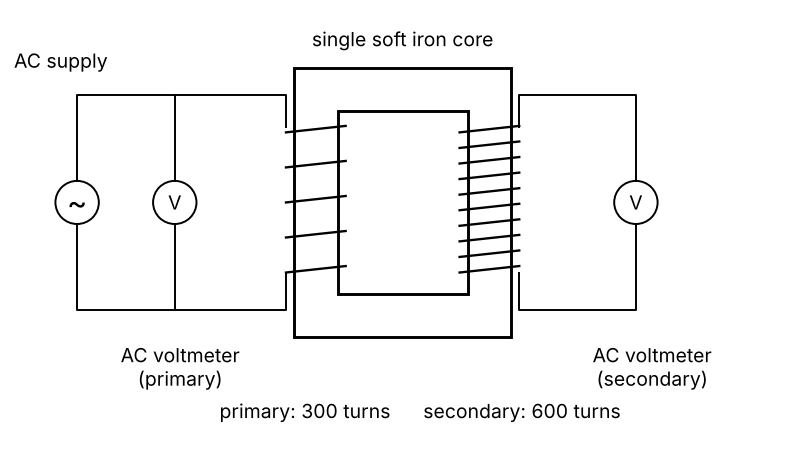 single soft iron core
AC supply
~
V
V
AC voltmeter
(primary)
AC voltmeter
(secondary)
primary: 300 turns
secondary: 600 turns